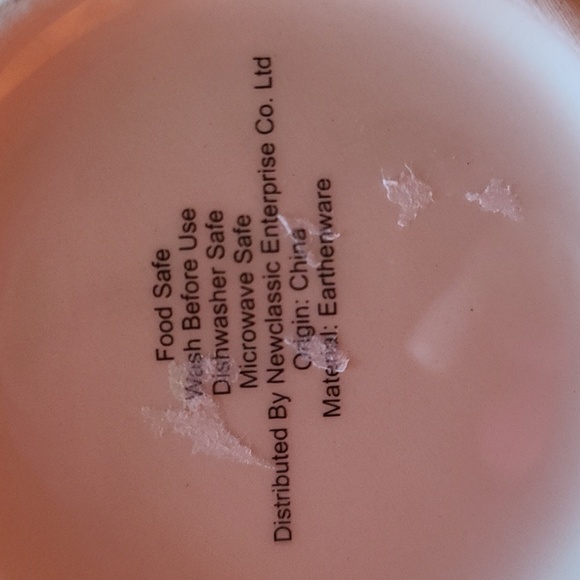 Food Safe
Wash Before Use
Dishwasher Safe
Microwave Safe
Distributed By Newclassic Enterprise Co. Ltd
Origin: China
Material: Earthenware